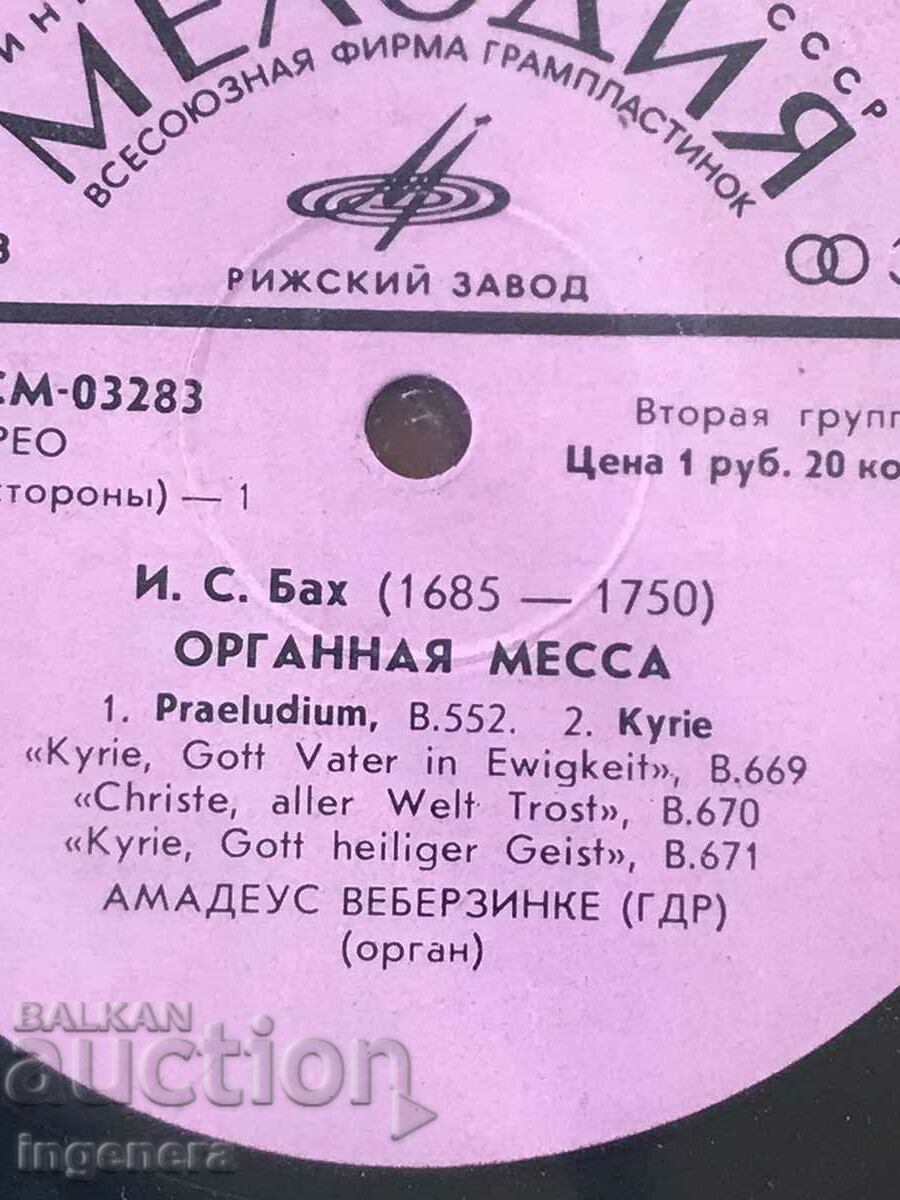 МЕЛОДИЯ
СССР
ВСЕСОЮЗНАЯ ФИРМА ГРАМПЛАСТИНОК
РИЖСКИЙ ЗАВОД
СМ-03283
РЕО
стороны) — 1
Вторая групп
Цена 1 руб. 20 ко
И. С. Бах (1685 — 1750)
ОРГАННАЯ МЕССА
1. Praeludium, B.552. 2. Kyrie
«Kyrie, Gott Vater in Ewigkeit», B.669
«Christe, aller Welt Trost», B.670
«Kyrie, Gott heiliger Geist», B.671
АМАДЕУС ВЕБЕРЗИНКЕ (ГДР)
(орган)
BALKAN
auction
ingenera